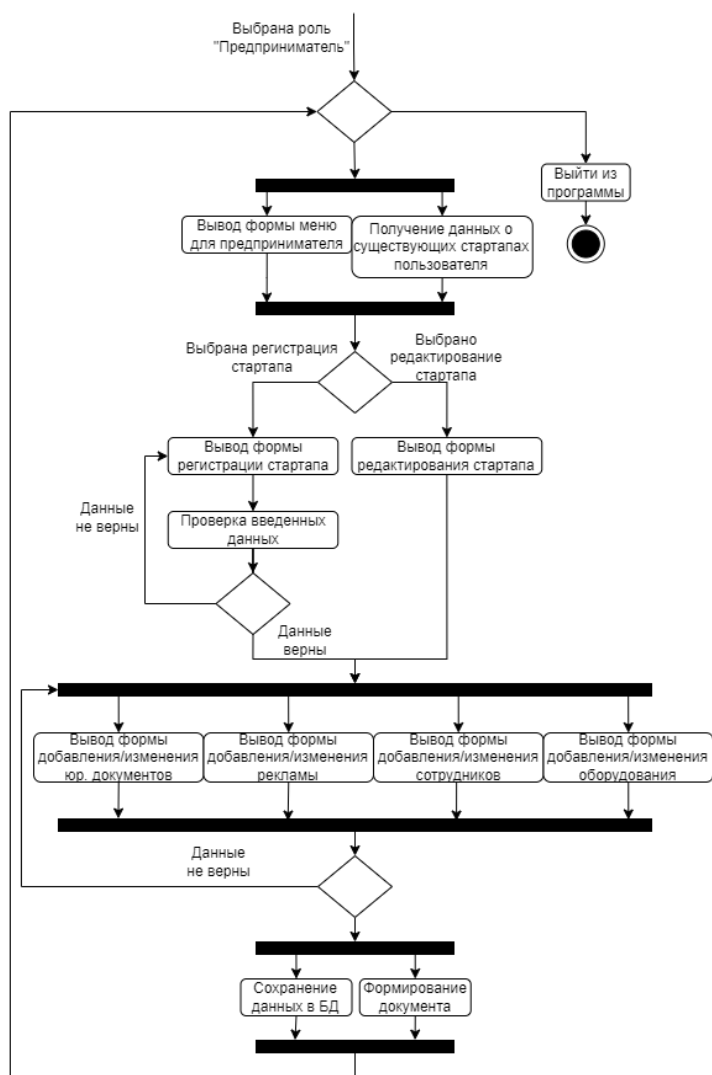 Выбрана роль
"Предприниматель"
Выйти из
программы
Вывод формы меню
для предпринимателя
Получение данных о
существующих стартапах
пользователя
Выбрана регистрация
стартапа
Выбрано
редактирование
стартапа
Вывод формы
регистрации стартапа
Вывод формы
редактирования стартапа
Данные
не верны
Проверка введенных
данных
Данные
верны
Вывод формы
добавления/изменения
юр. документов
Вывод формы
добавления/изменения
рекламы
Вывод формы
добавления/изменения
сотрудников
Вывод формы
добавления/изменения
оборудования
Данные
не верны
Сохранение
данных в БД
Формирование
документа